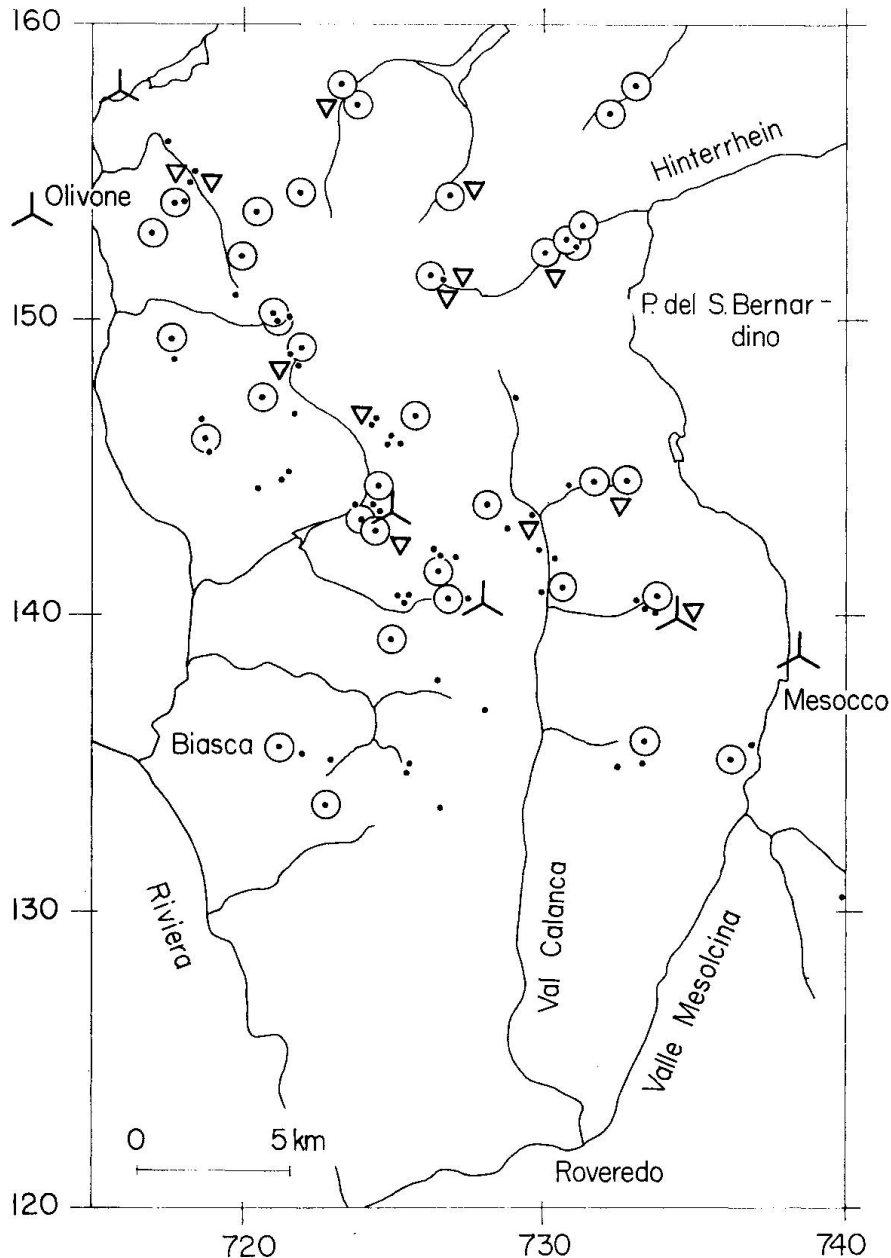 160
Hinterrhein
Olivone
150
P. del S. Bernar-
dino
140
Mesocco
Biasca
Riviera
130
Val Calanca
Valle Mesolcina
0 5 km
Roveredo
120
720 730 740